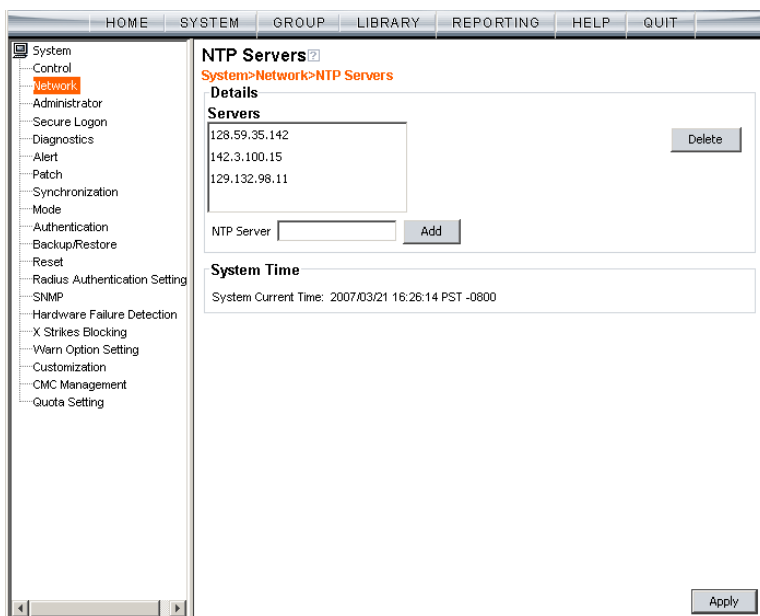 HOME SYSTEM GROUP LIBRARY REPORTING HELP QUIT
System
Control
Network
Administrator
Secure Logon
Diagnostics
Alert
Patch
Synchronization
Mode
Authentication
Backup/Restore
Reset
Radius Authentication Setting
SNMP
Hardware Failure Detection
X Strikes Blocking
Warn Option Setting
Customization
CMC Management
Quota Setting
NTP Servers ?
System>Network>NTP Servers
Details
Servers
128.59.35.142
142.3.100.15
129.132.98.11
Delete
NTP Server Add
System Time
System Current Time: 2007/03/21 16:26:14 PST -0800
Apply